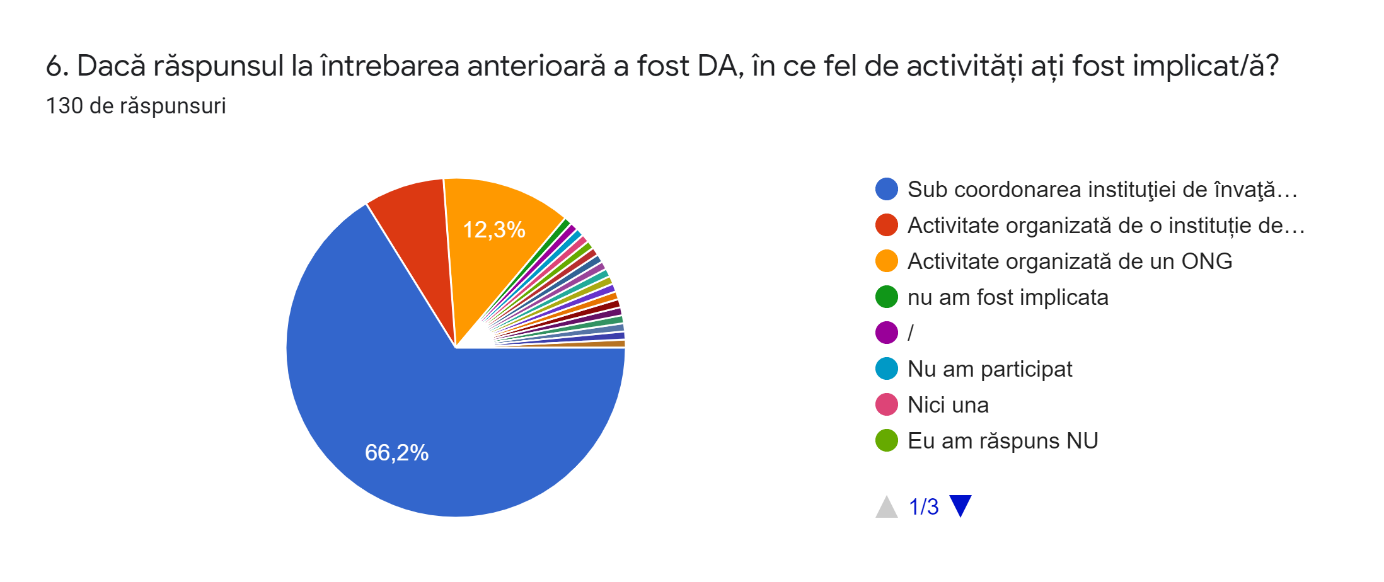 6. Dacă răspunsul la întrebarea anterioară a fost DA, în ce fel de activități ați fost implicat/ă?
130 de răspunsuri
12,3%
66,2%
Sub coordonarea instituţiei de învaţă...
Activitate organizată de o instituție de...
Activitate organizată de un ONG
nu am fost implicata
/
Nu am participat
Nici una
Eu am răspuns NU
1/3